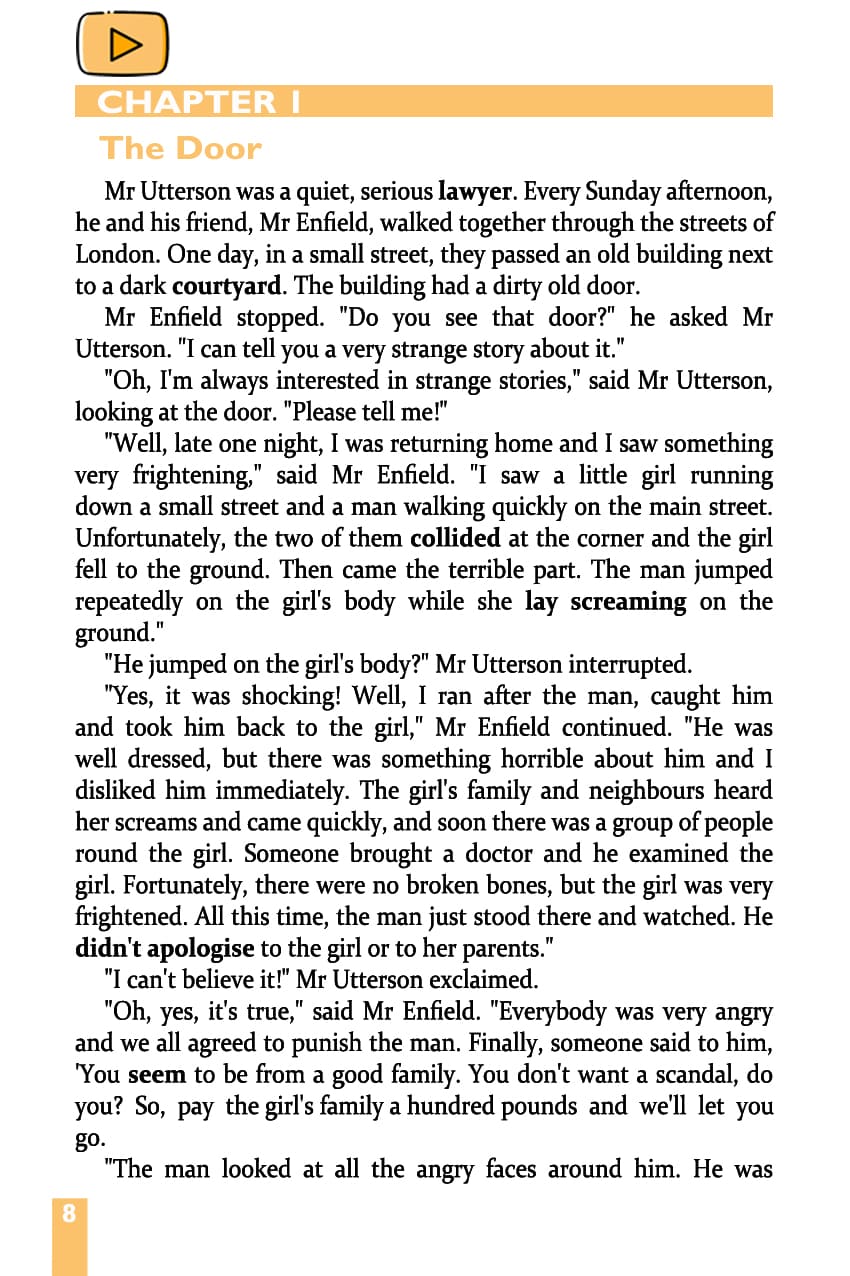 CHAPTER I
The Door
Mr Utterson was a quiet, serious lawyer. Every Sunday afternoon,
he and his friend, Mr Enfield, walked together through the streets of
London. One day, in a small street, they passed an old building next
to a dark courtyard. The building had a dirty old door.
Mr Enfield stopped. "Do you see that door?" he asked Mr
Utterson. "I can tell you a very strange story about it."
"Oh, I'm always interested in strange stories," said Mr Utterson,
looking at the door. "Please tell me!"
"Well, late one night, I was returning home and I saw something
very frightening," said Mr Enfield. "I saw a little girl running
down a small street and a man walking quickly on the main street.
Unfortunately, the two of them collided at the corner and the girl
fell to the ground. Then came the terrible part. The man jumped
repeatedly on the girl's body while she lay screaming on the
ground."
"He jumped on the girl's body?" Mr Utterson interrupted.
"Yes, it was shocking! Well, I ran after the man, caught him
and took him back to the girl," Mr Enfield continued. "He was
well dressed, but there was something horrible about him and I
disliked him immediately. The girl's family and neighbours heard
her screams and came quickly, and soon there was a group of people
round the girl. Someone brought a doctor and he examined the
girl. Fortunately, there were no broken bones, but the girl was very
frightened. All this time, the man just stood there and watched. He
didn't apologise to the girl or to her parents."
"I can't believe it!" Mr Utterson exclaimed.
"Oh, yes, it's true," said Mr Enfield. "Everybody was very angry
and we all agreed to punish the man. Finally, someone said to him,
'You seem to be from a good family. You don't want a scandal, do
you? So, pay the girl's family a hundred pounds and we'll let you
go.
"The man looked at all the angry faces around him. He was
8